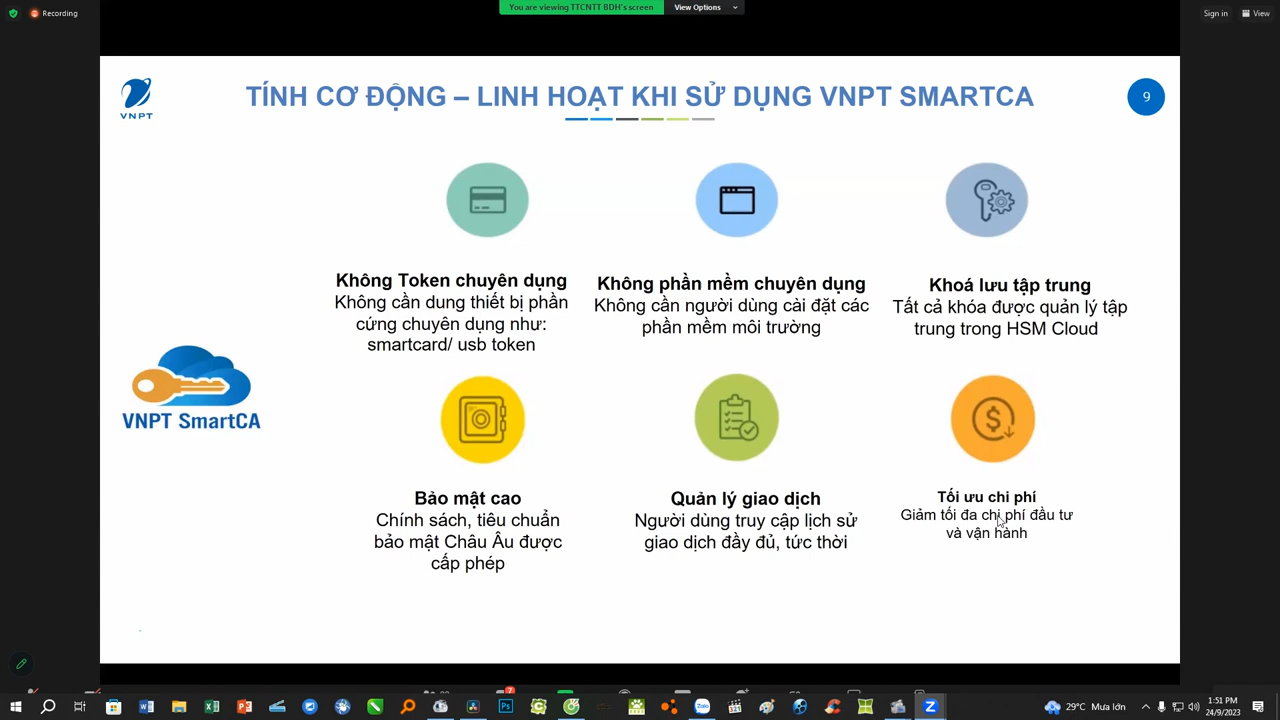 Recording
You are viewing TTCNTT BDH's screen
View Options
Sign in
View
VNPT
TÍNH CƠ ĐỘNG – LINH HOẠT KHI SỬ DỤNG VNPT SMARTCA
9
Không Token chuyên dụng
Không cần dung thiết bị phần
cứng chuyên dụng như:
smartcard/ usb token
Không phần mềm chuyên dụng
Không cần người dùng cài đặt các
phần mềm môi trường
Khoá lưu tập trung
Tất cả khóa được quản lý tập
trung trong HSM Cloud
VNPT SmartCA
Bảo mật cao
Chính sách, tiêu chuẩn
bảo mật Châu Âu được
cấp phép
Quản lý giao dịch
Người dùng truy cập lịch sử
giao dịch đầy đủ, tức thời
Tối ưu chi phí
Giảm tối đa chi phí đầu tư
và vận hành
7
Zalo
29°C Mưa lớn
1:51 PM
24/9/2023